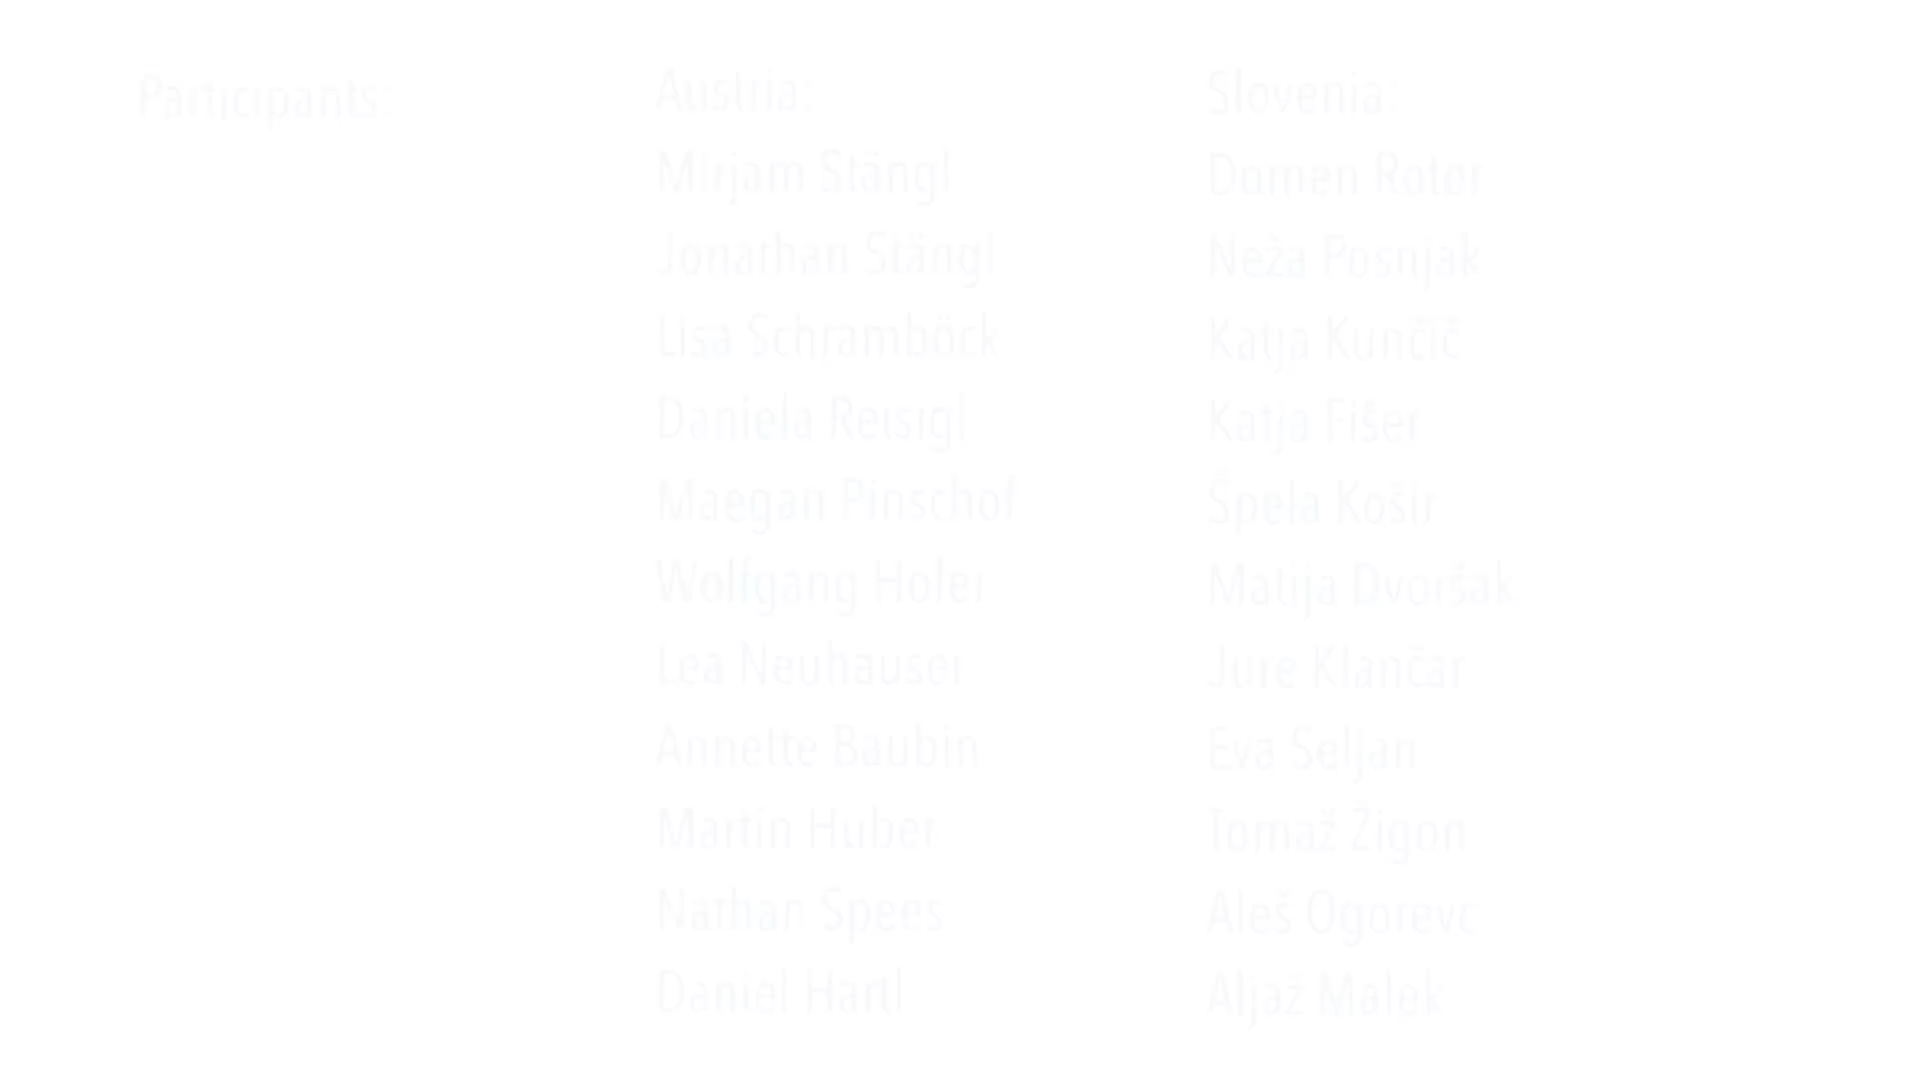 Participants:
Austria:
Mirjam Stängl
Jonathan Stängl
Lisa Schramböck
Daniela Reisigl
Maegan Pinschof
Wolfgang Hofer
Lea Neuhauser
Annette Baubin
Martin Huber
Nathan Spees
Daniel Hartl
Slovenia:
Domen Roter
Neža Posnjak
Katja Kunčič
Katja Fišer
Špela Košir
Matija Dvoršak
Jure Klančar
Eva Seljan
Tomaž Žigon
Aleš Ogorevc
Aljaž Malek